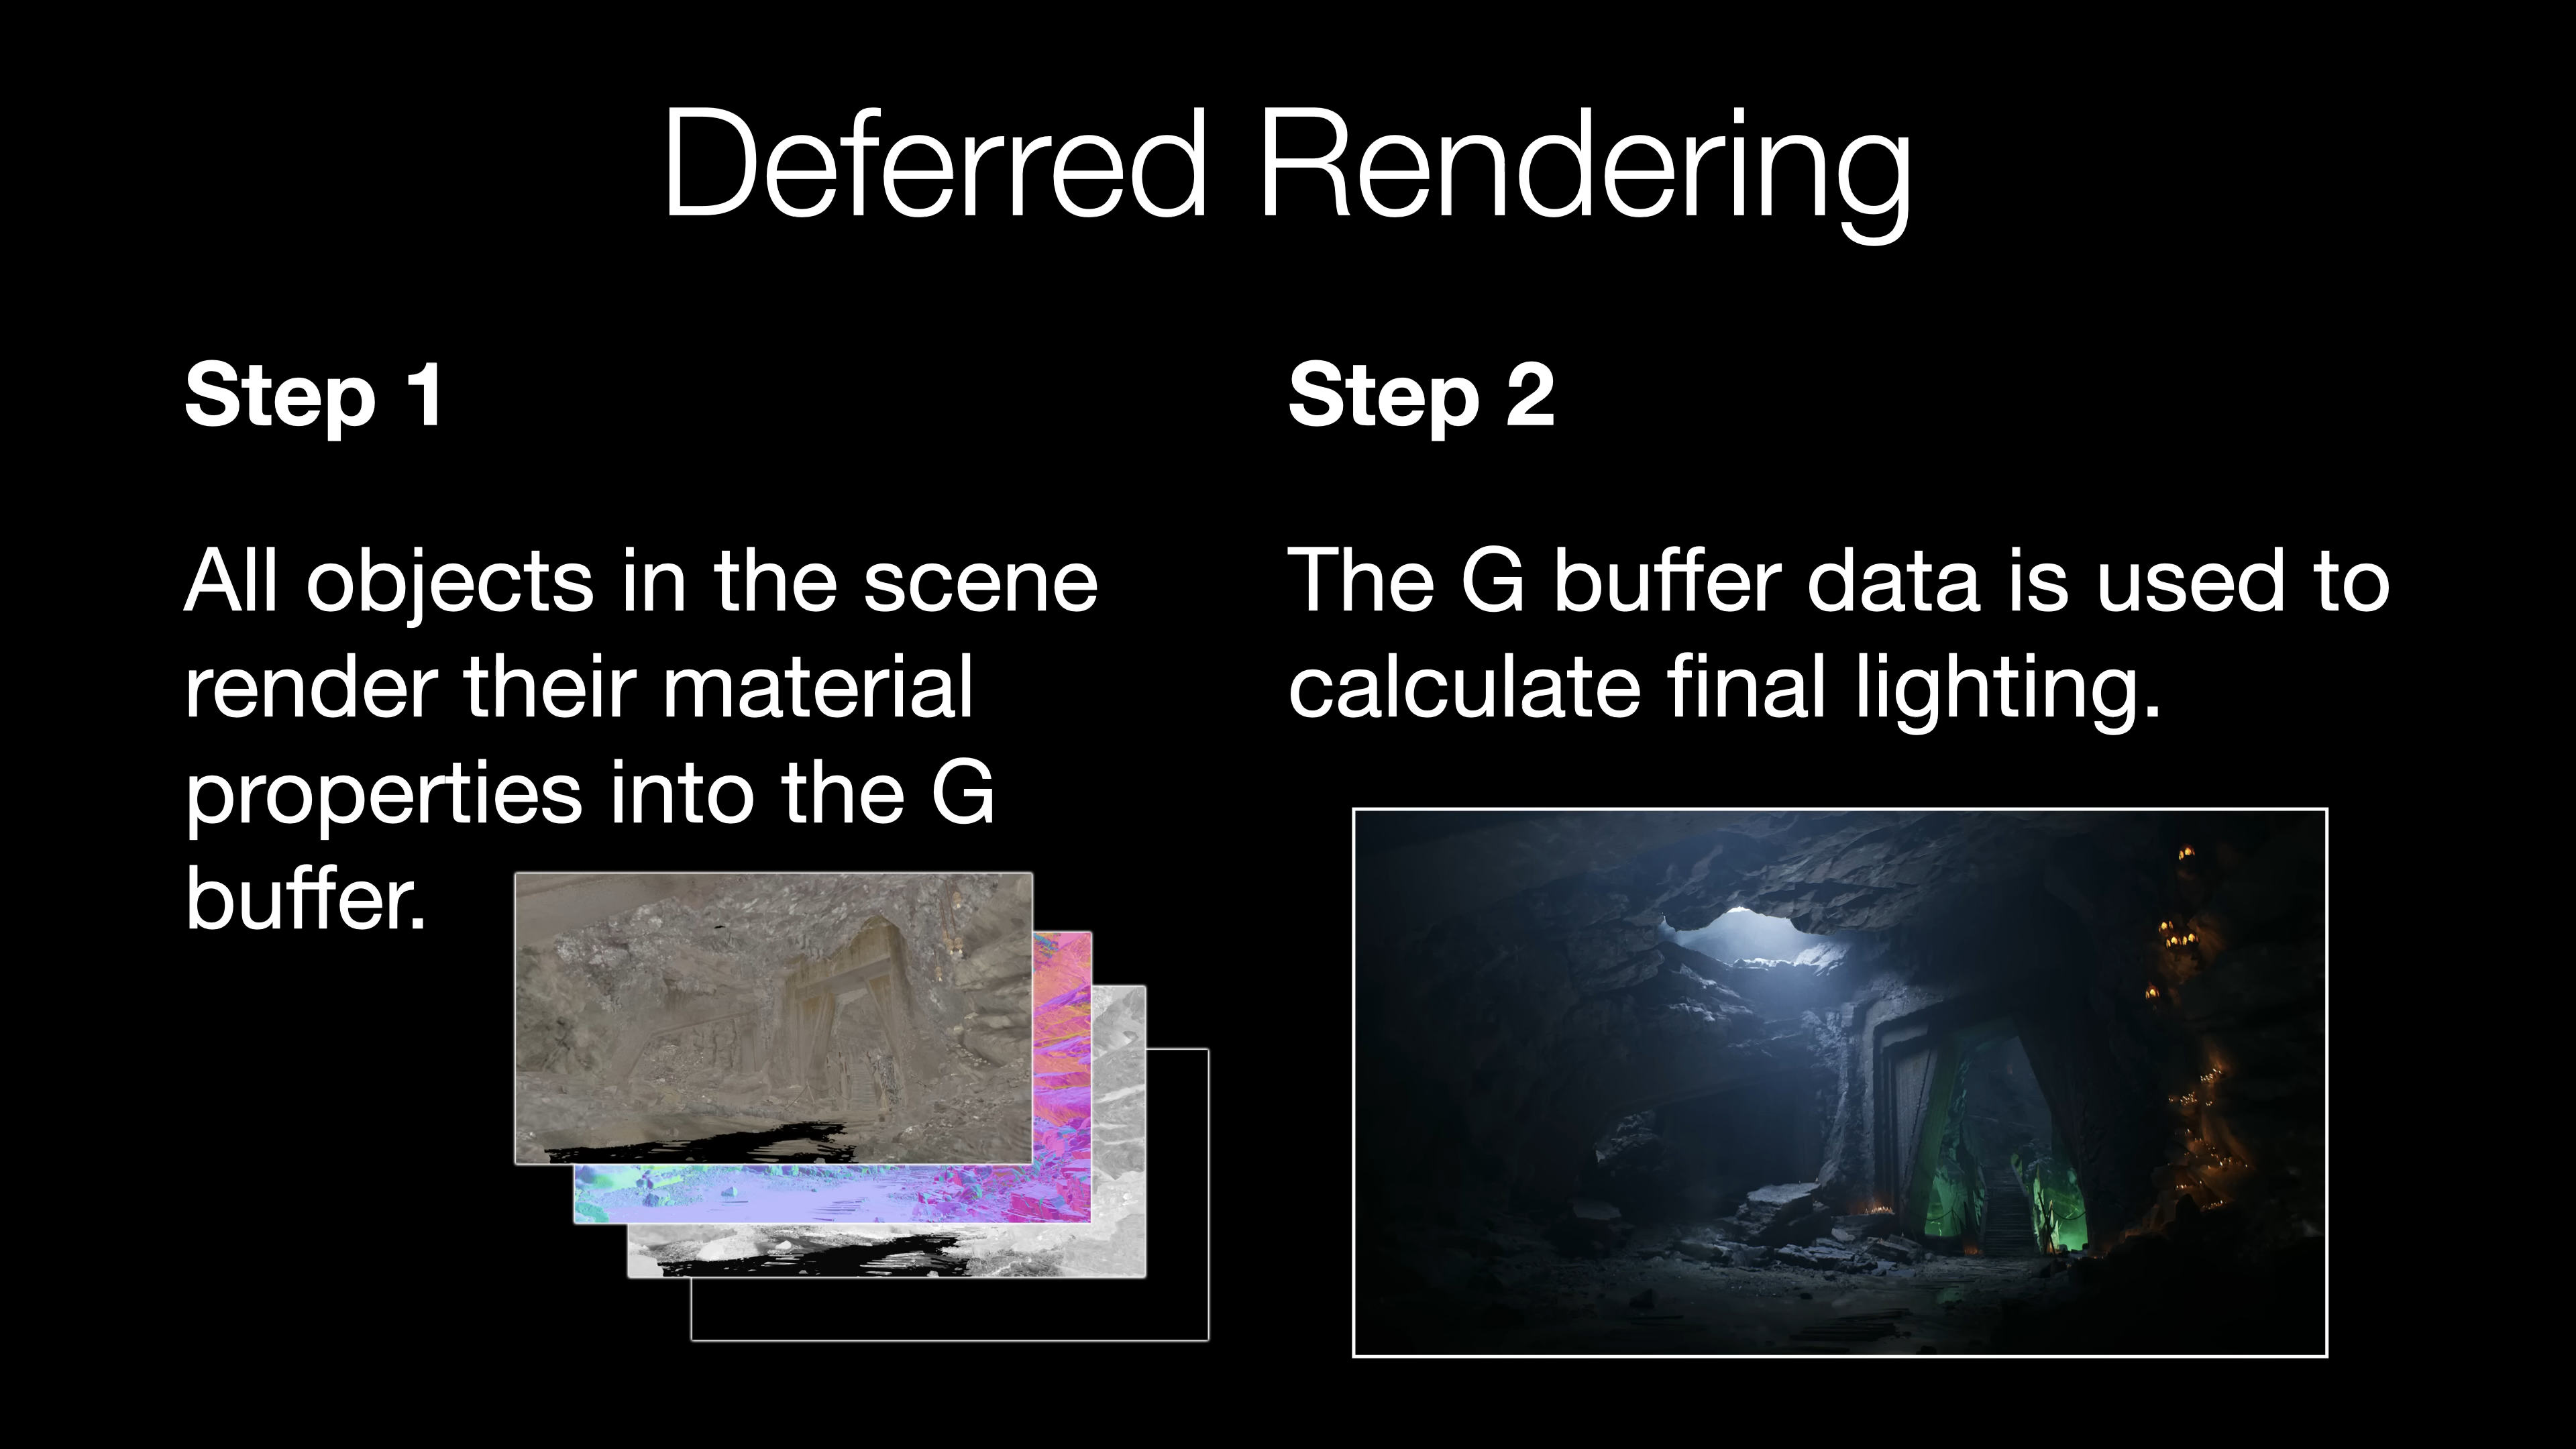 Deferred Rendering
Step 1
All objects in the scene
render their material
properties into the G
buffer.
Step 2
The G buffer data is used to
calculate final lighting.